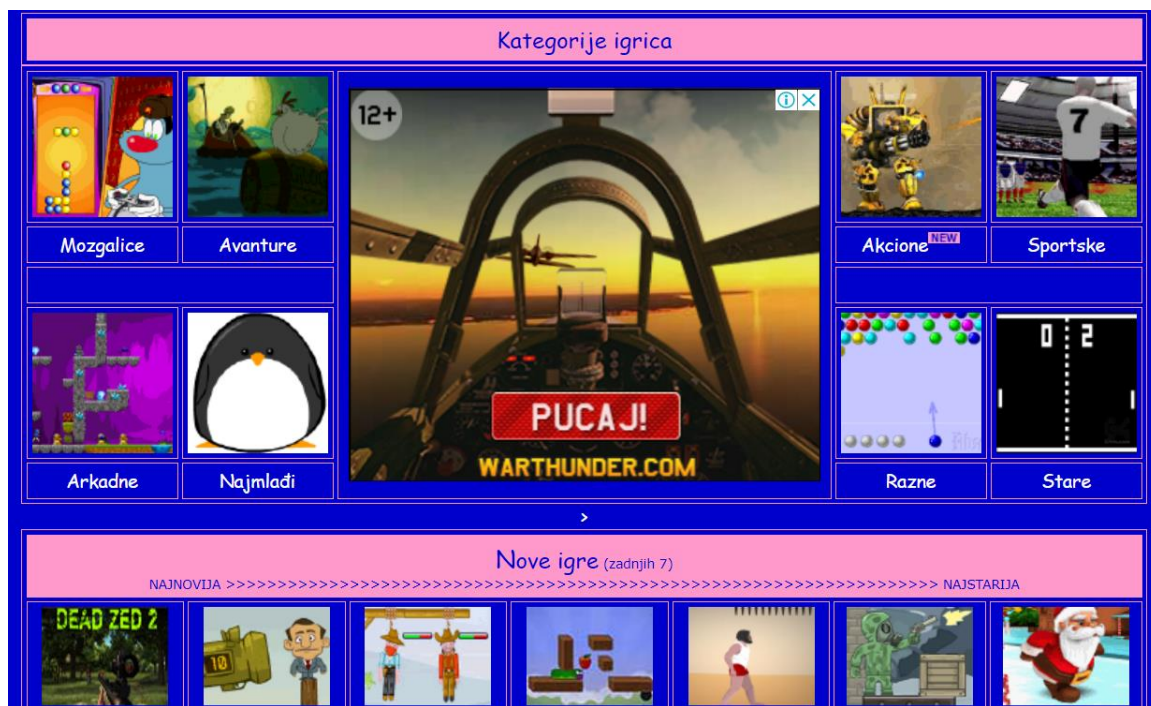 Kategorije igrica
12+
7
Mozgalice
Avanture
Akcione NEW
Sportske
PUCAJ!
WARTHUNDER.COM
0 2
Arkadne
Najmlađi
Razne
Stare
>
Nove igre (zadnjih 7)
NAJNOVIJA >>>>>>>>>>>>>>>>>>>>>>>>>>>>>>>>>>>>>>>>>>>>>>>>>>>>>>>>>>>>>>>>> NAJSTARIJA
DEAD ZED 2
10